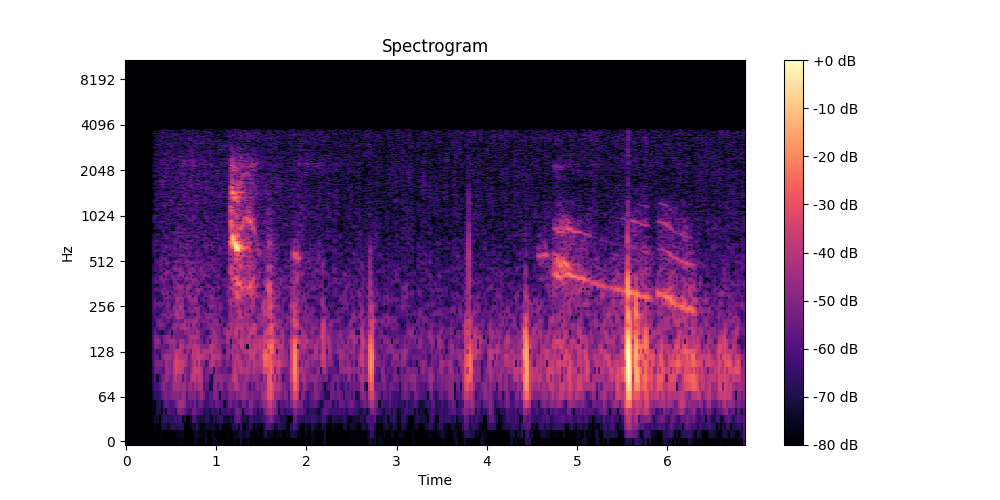 Spectrogram
8192
4096
2048
1024
512
256
128
64
0
Hz
0 1 2 3 4 5 6
Time
+0 dB
-10 dB
-20 dB
-30 dB
-40 dB
-50 dB
-60 dB
-70 dB
-80 dB